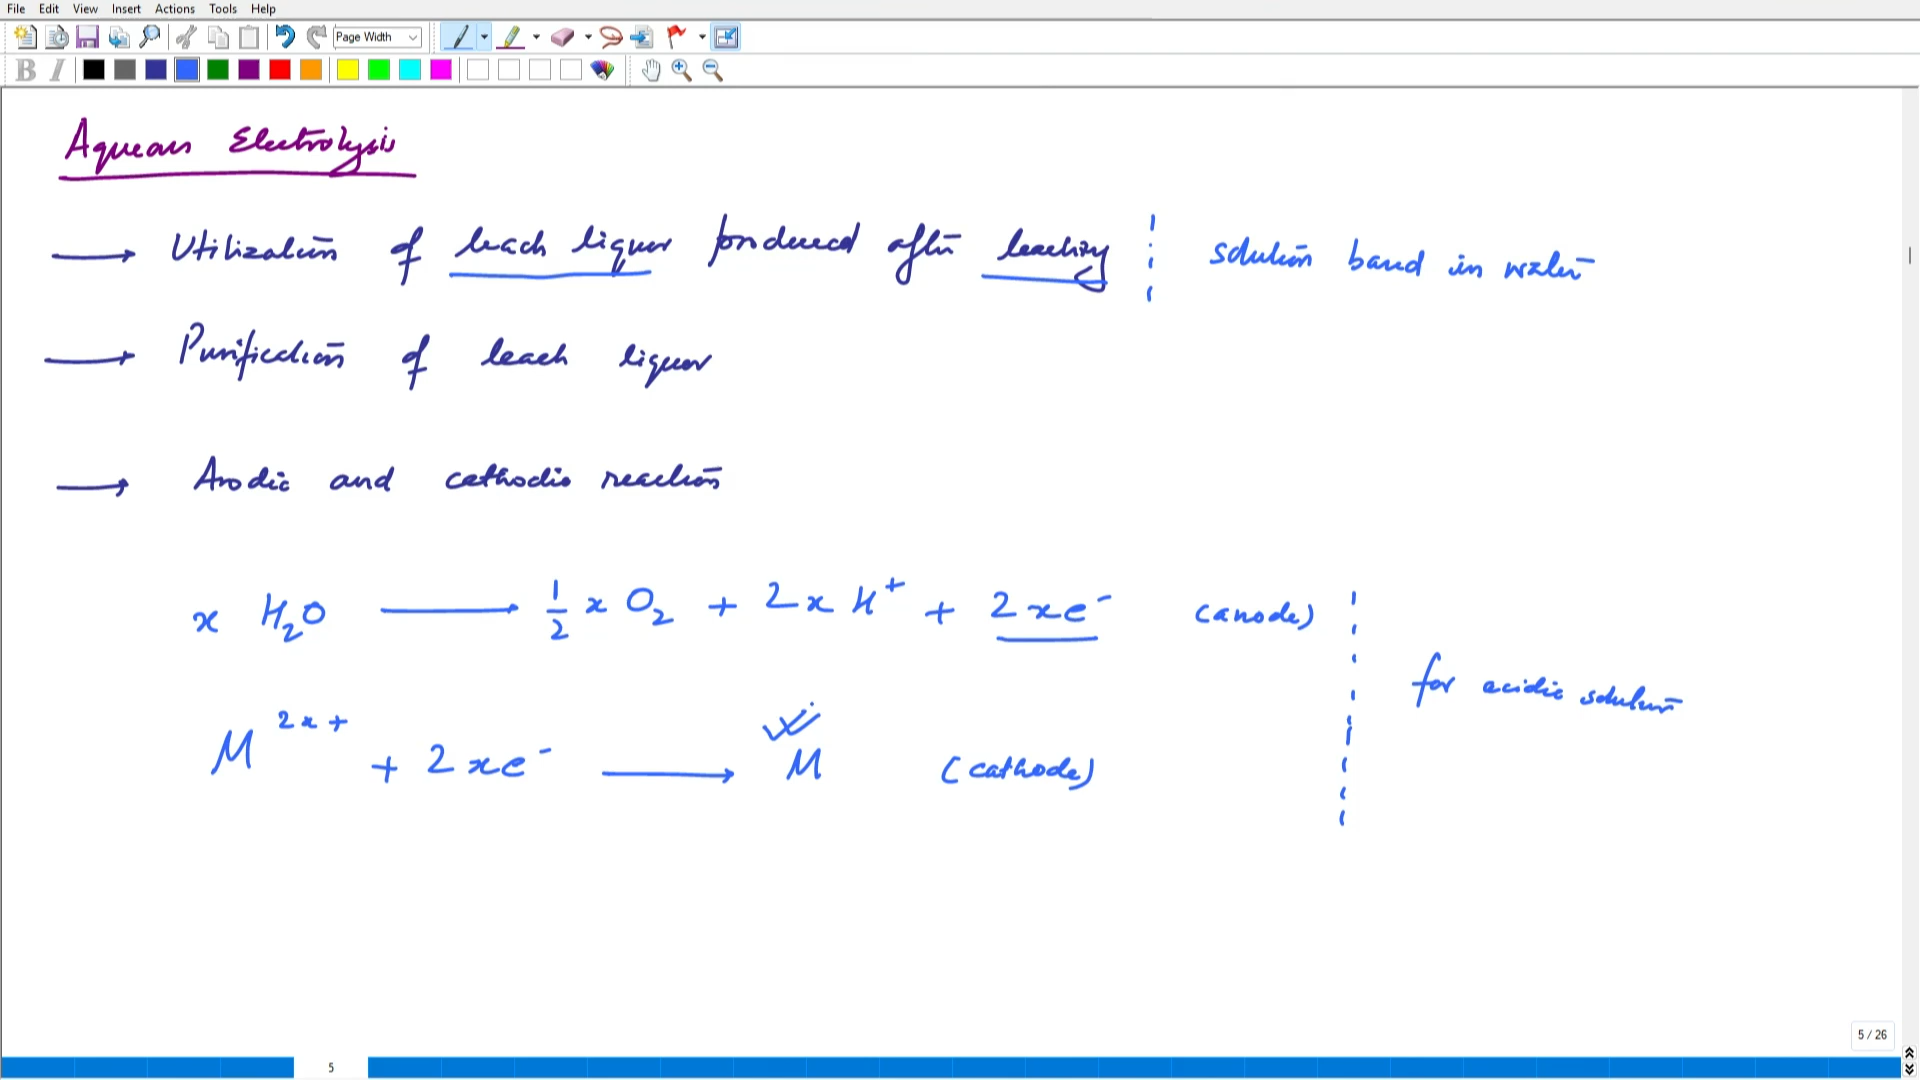 File Edit View Insert Actions Tools Help
Page Width
B I
Aqueous Electrolysis
→ Utilization of leach liquor produced after leaching ¦ solution based in water
→ Purification of leach liquor
→ Anodic and cathodic reaction
x H₂O → 1/2 x O₂ + 2x H⁺ + 2xe⁻ (anode)
for acidic solution
M²ˣ⁺ + 2xe⁻ → M (cathode)
5 / 26
5